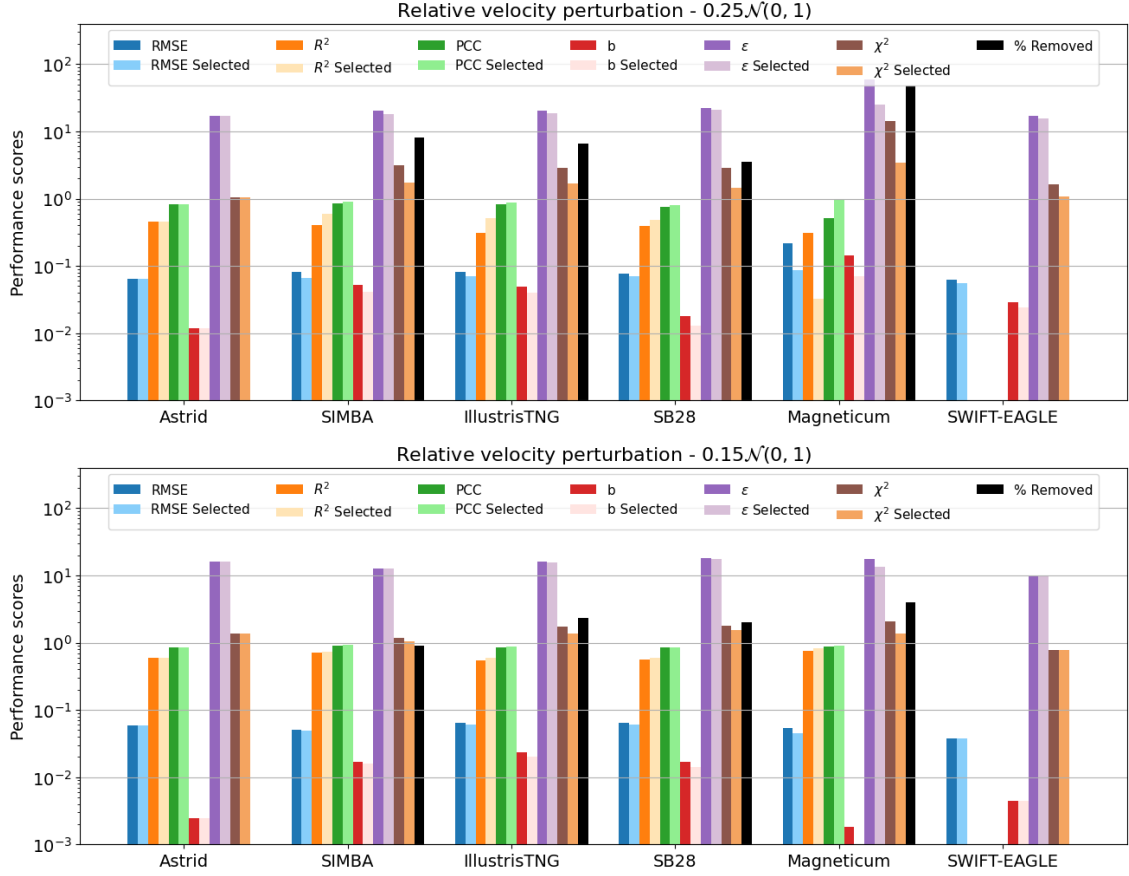 Relative velocity perturbation - 0.25𝒩(0, 1)
RMSE R² PCC b ε χ² % Removed
RMSE Selected R² Selected PCC Selected b Selected ε Selected χ² Selected
Performance scores
10²
10¹
10⁰
10⁻¹
10⁻²
10⁻³
Astrid SIMBA IllustrisTNG SB28 Magneticum SWIFT-EAGLE
Relative velocity perturbation - 0.15𝒩(0, 1)
RMSE R² PCC b ε χ² % Removed
RMSE Selected R² Selected PCC Selected b Selected ε Selected χ² Selected
Performance scores
10²
10¹
10⁰
10⁻¹
10⁻²
10⁻³
Astrid SIMBA IllustrisTNG SB28 Magneticum SWIFT-EAGLE